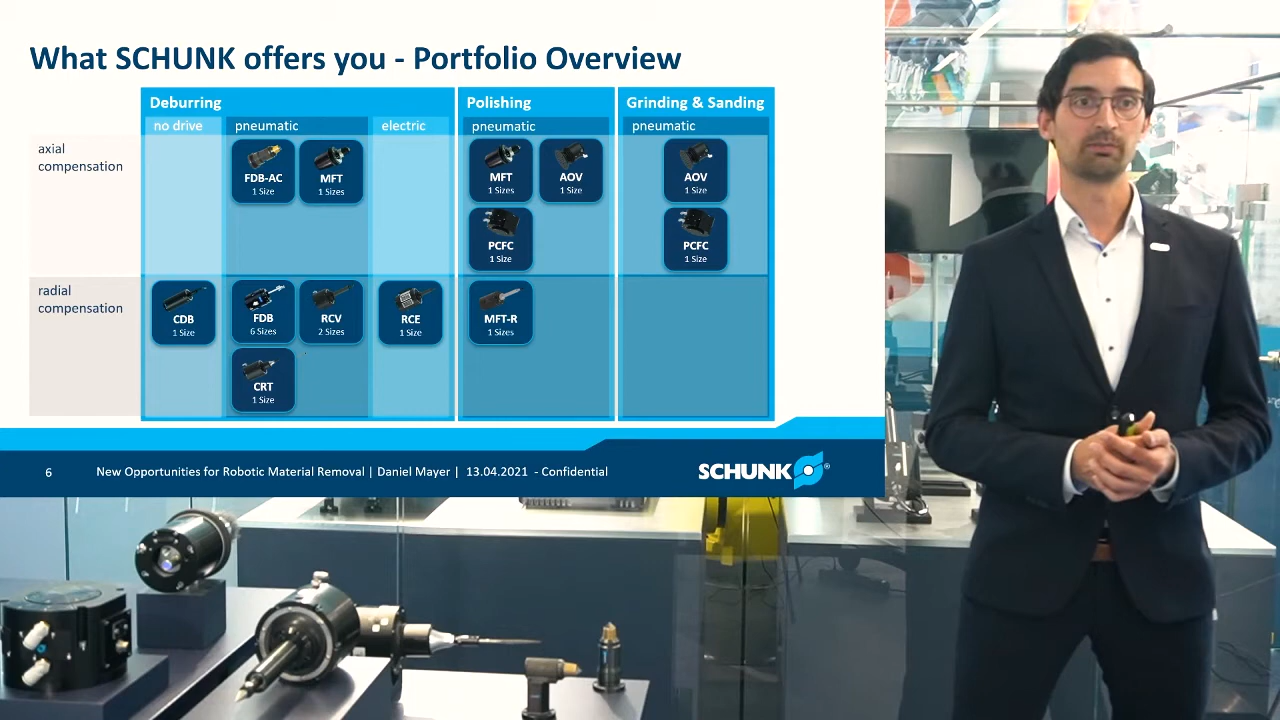 What SCHUNK offers you - Portfolio Overview
Deburring
Polishing
Grinding & Sanding
no drive
pneumatic
electric
pneumatic
pneumatic
axial
compensation
FDB-AC
1 Size
MFT
1 Sizes
MFT
1 Sizes
AOV
1 Size
AOV
1 Size
PCFC
1 Size
PCFC
1 Size
radial
compensation
CDB
1 Size
FDB
6 Sizes
RCV
2 Sizes
RCE
1 Size
MFT-R
1 Sizes
CRT
1 Size
6
New Opportunities for Robotic Material Removal | Daniel Mayer | 13.04.2021 - Confidential
SCHUNK